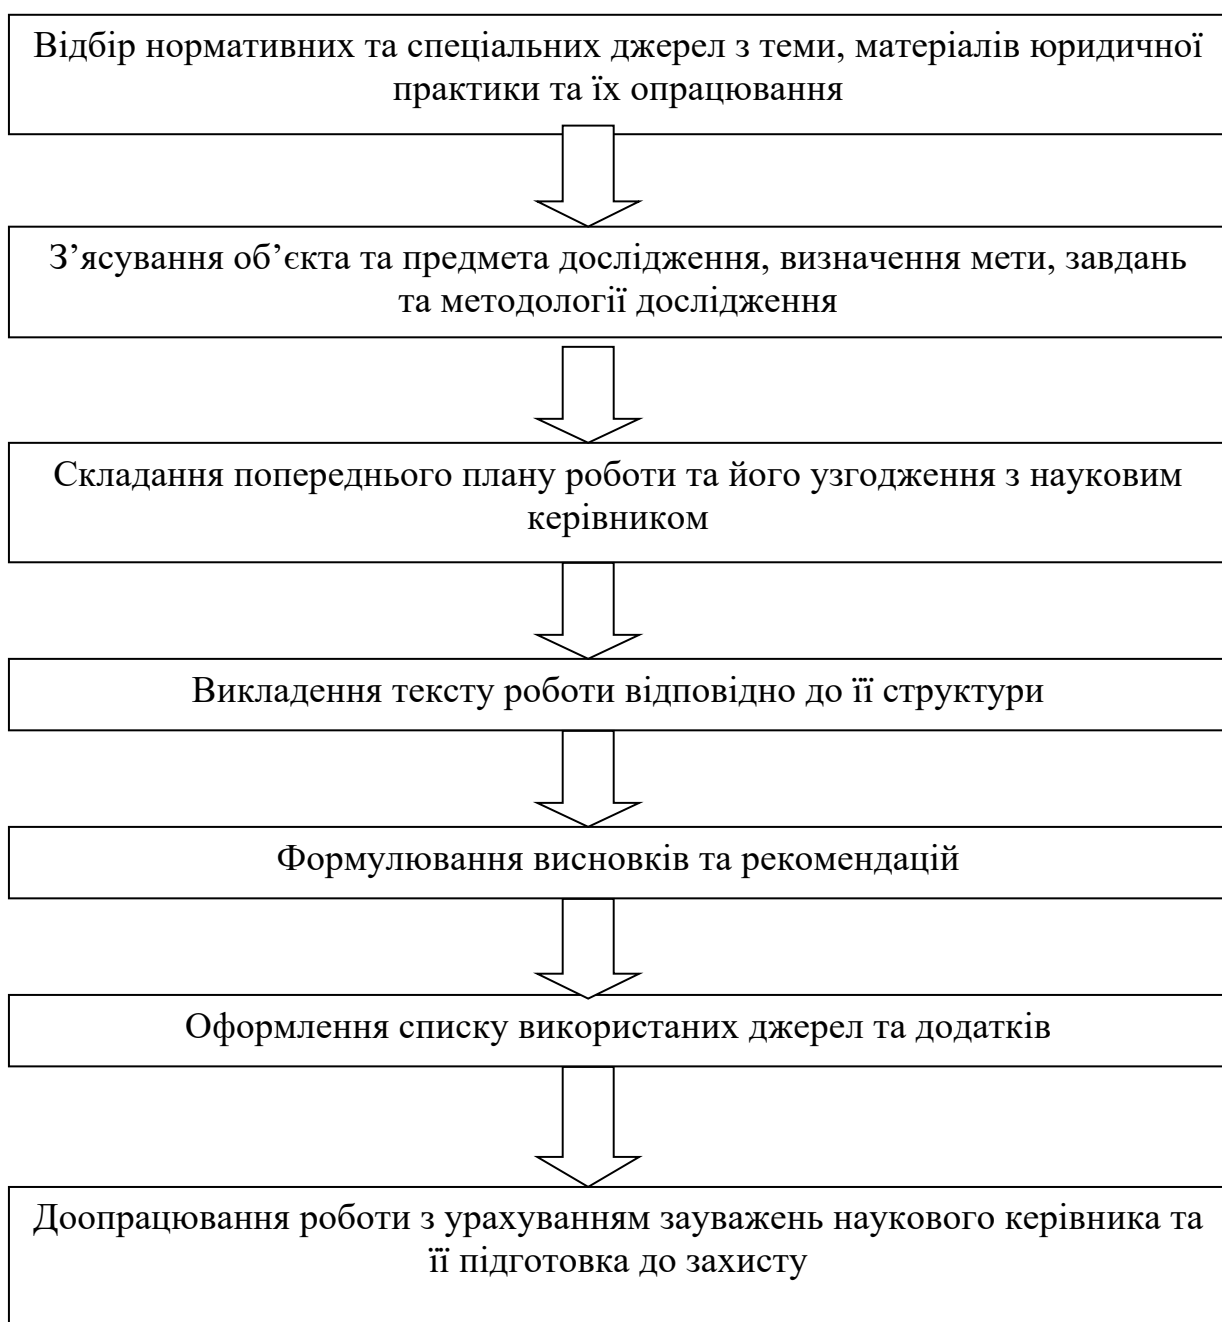 Відбір нормативних та спеціальних джерел з теми, матеріалів юридичної
практики та їх опрацювання
З’ясування об’єкта та предмета дослідження, визначення мети, завдань
та методології дослідження
Складання попереднього плану роботи та його узгодження з науковим
керівником
Викладення тексту роботи відповідно до її структури
Формулювання висновків та рекомендацій
Оформлення списку використаних джерел та додатків
Доопрацювання роботи з урахуванням зауважень наукового керівника та
її підготовка до захисту